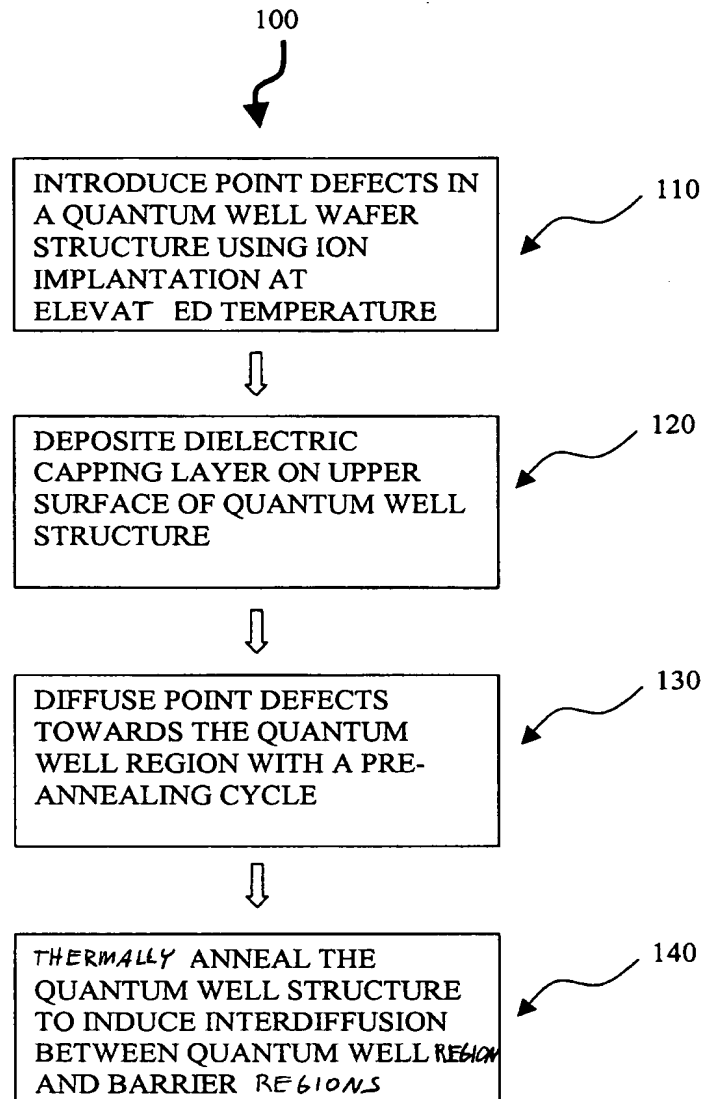 100
INTRODUCE POINT DEFECTS IN
A QUANTUM WELL WAFER
STRUCTURE USING ION
IMPLANTATION AT
ELEVAT ED TEMPERATURE
110
DEPOSITE DIELECTRIC
CAPPING LAYER ON UPPER
SURFACE OF QUANTUM WELL
STRUCTURE
120
DIFFUSE POINT DEFECTS
TOWARDS THE QUANTUM
WELL REGION WITH A PRE-
ANNEALING CYCLE
130
THERMALLY ANNEAL THE
QUANTUM WELL STRUCTURE
TO INDUCE INTERDIFFUSION
BETWEEN QUANTUM WELL REGION
AND BARRIER REGIONS
140